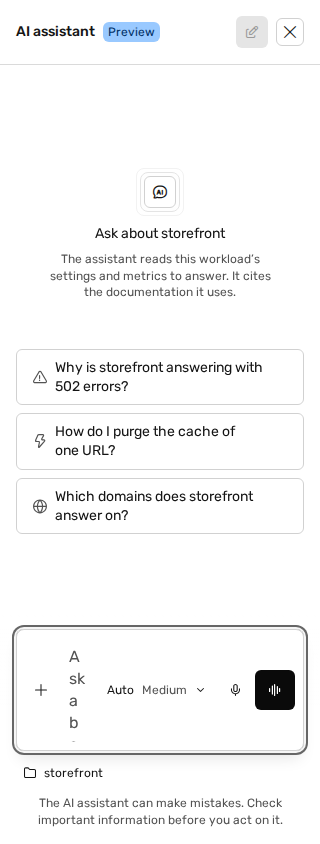 AI assistant Preview
AI
Ask about storefront
The assistant reads this workload's
settings and metrics to answer. It cites
the documentation it uses.
Why is storefront answering with
502 errors?
How do I purge the cache of
one URL?
Which domains does storefront
answer on?
A
sk
a
b
Auto Medium
storefront
The AI assistant can make mistakes. Check
important information before you act on it.